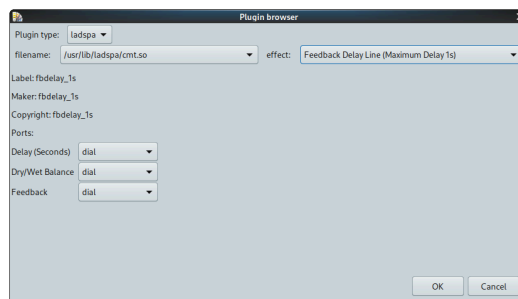 Plugin browser
Plugin type: ladspa
filename: /usr/lib/ladspa/cmt.so effect: Feedback Delay Line (Maximum Delay 1s)
Label: fbdelay_1s
Maker: fbdelay_1s
Copyright: fbdelay_1s
Ports:
Delay (Seconds) dial
Dry/Wet Balance dial
Feedback dial
OK Cancel